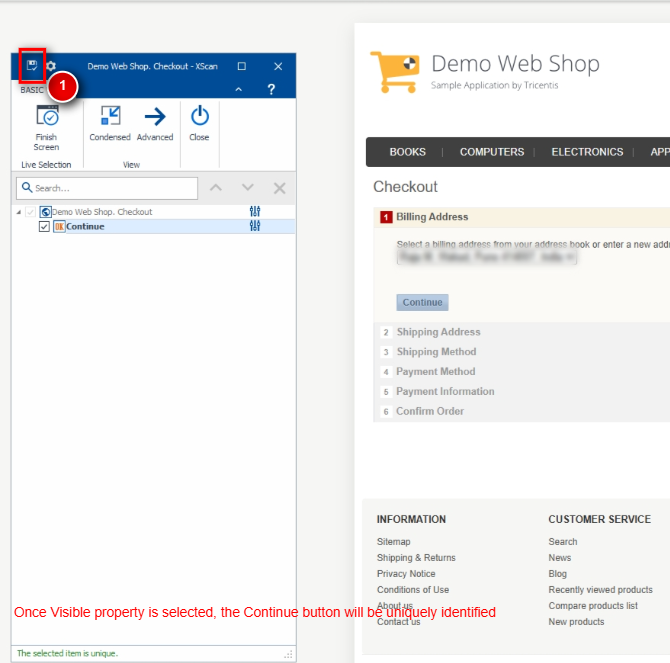 Demo Web Shop. Checkout - XScan
1
BASIC
?
Finish
Screen
Condensed
Advanced
Close
Live Selection
View
Search...
Demo Web Shop. Checkout
OK Continue
The selected item is unique.
Demo Web Shop
Sample Application by Tricentis
BOOKS | COMPUTERS | ELECTRONICS | APP
Checkout
1 Billing Address
Select a billing address from your address book or enter a new addr
Continue
2 Shipping Address
3 Shipping Method
4 Payment Method
5 Payment Information
6 Confirm Order
INFORMATION
Sitemap
Shipping & Returns
Privacy Notice
Conditions of Use
About us
Contact us
CUSTOMER SERVICE
Search
News
Blog
Recently viewed products
Compare products list
New products
Once Visible property is selected, the Continue button will be uniquely identified